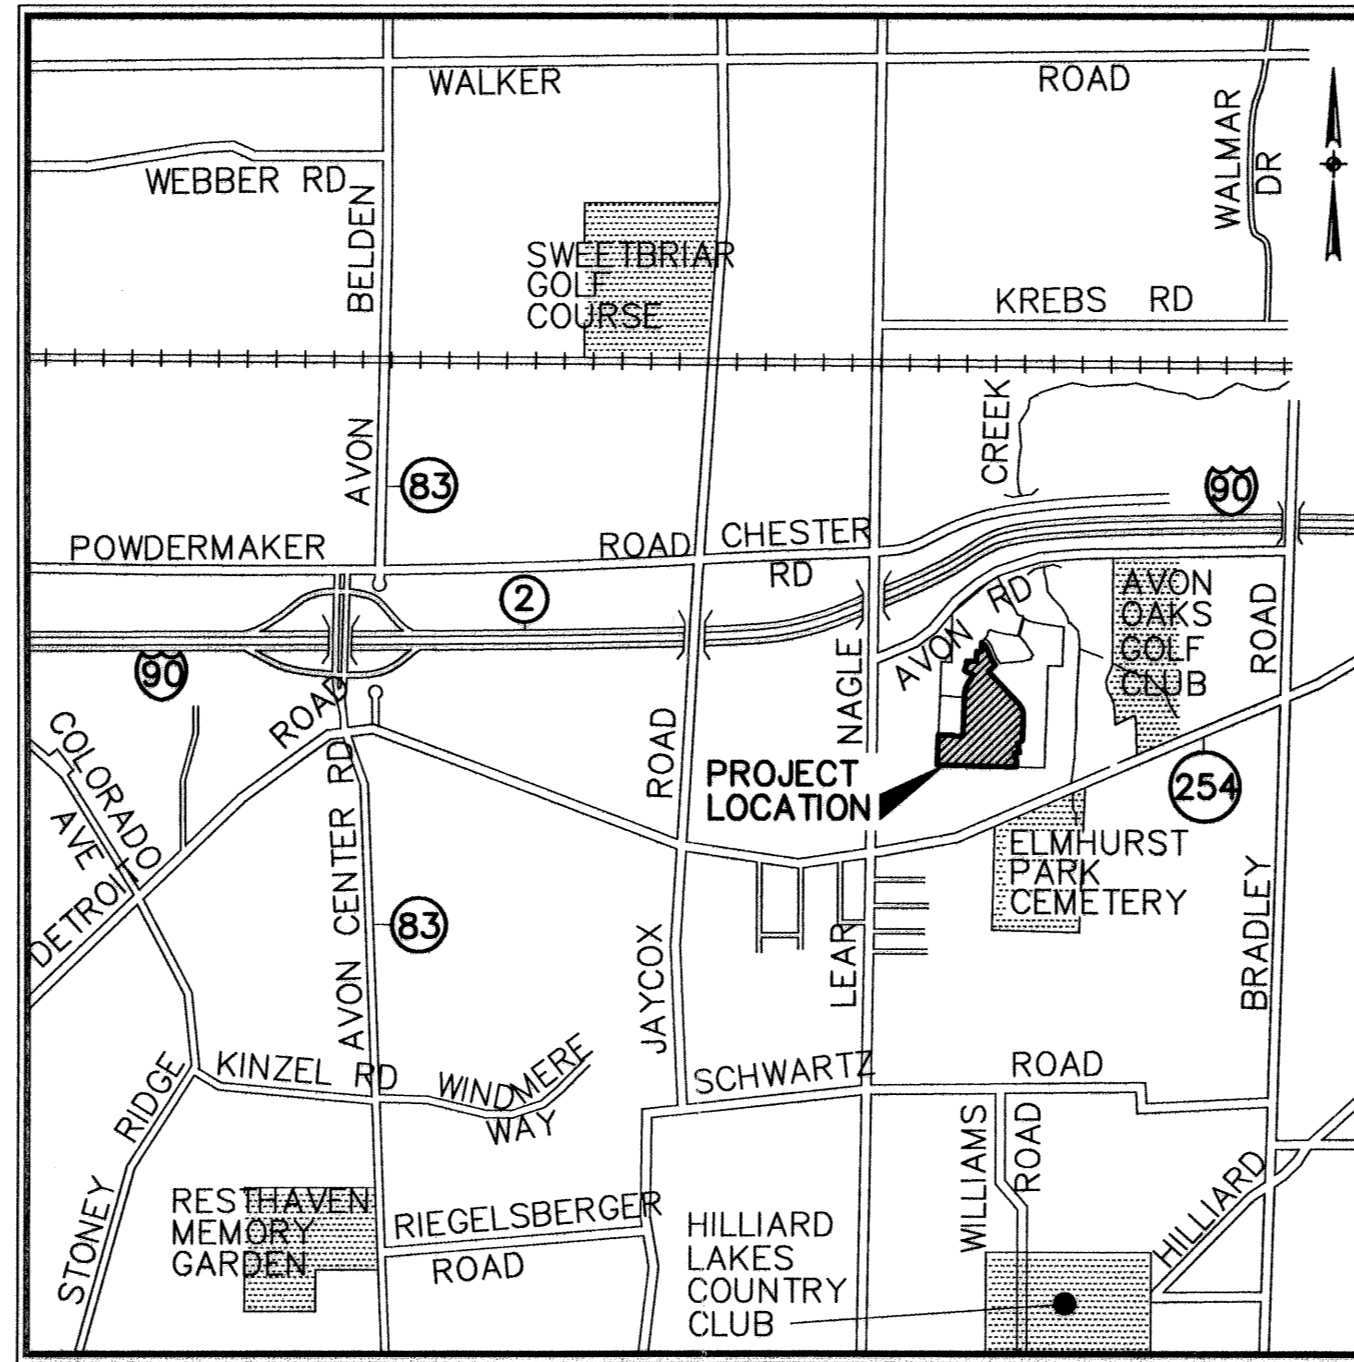 WALKER ROAD
WALMAR DR
WEBBER RD
AVON BELDEN
SWEETBRIAR
GOLF
COURSE
KREBS RD
CREEK
83
90
POWDERMAKER ROAD
CHESTER
RD
2
AVON RD
AVON
OAKS
GOLF
CLUB
90
NAGLE
ROAD
COLORADO
AVE
DETROIT ROAD
PROJECT
LOCATION
254
AVON CENTER RD
83
JAYCOX ROAD
LEAR
ELMHURST
PARK
CEMETERY
BRADLEY ROAD
STONEY RIDGE
KINZEL RD
WINDMERE
WAY
SCHWARTZ ROAD
WILLIAMS
ROAD
RESTHAVEN
MEMORY
GARDEN
RIEGELSBERGER
ROAD
HILLIARD
LAKES
COUNTRY
CLUB
HILLIARD